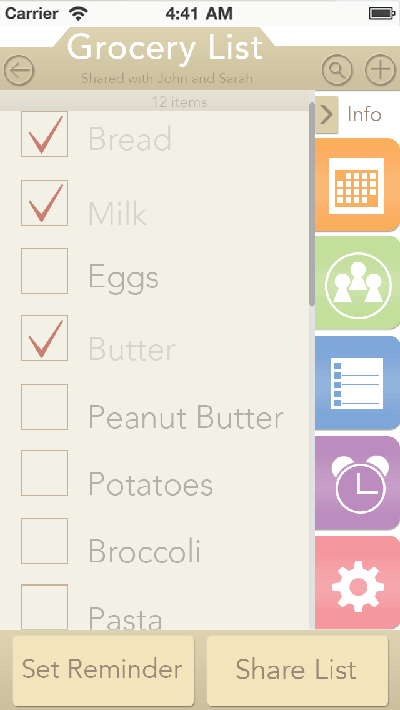 Carrier 4:41 AM
Grocery List
Shared with John and Sarah
12 items
Info
Bread
Milk
Eggs
Butter
Peanut Butter
Potatoes
Broccoli
Pasta
Set Reminder
Share List